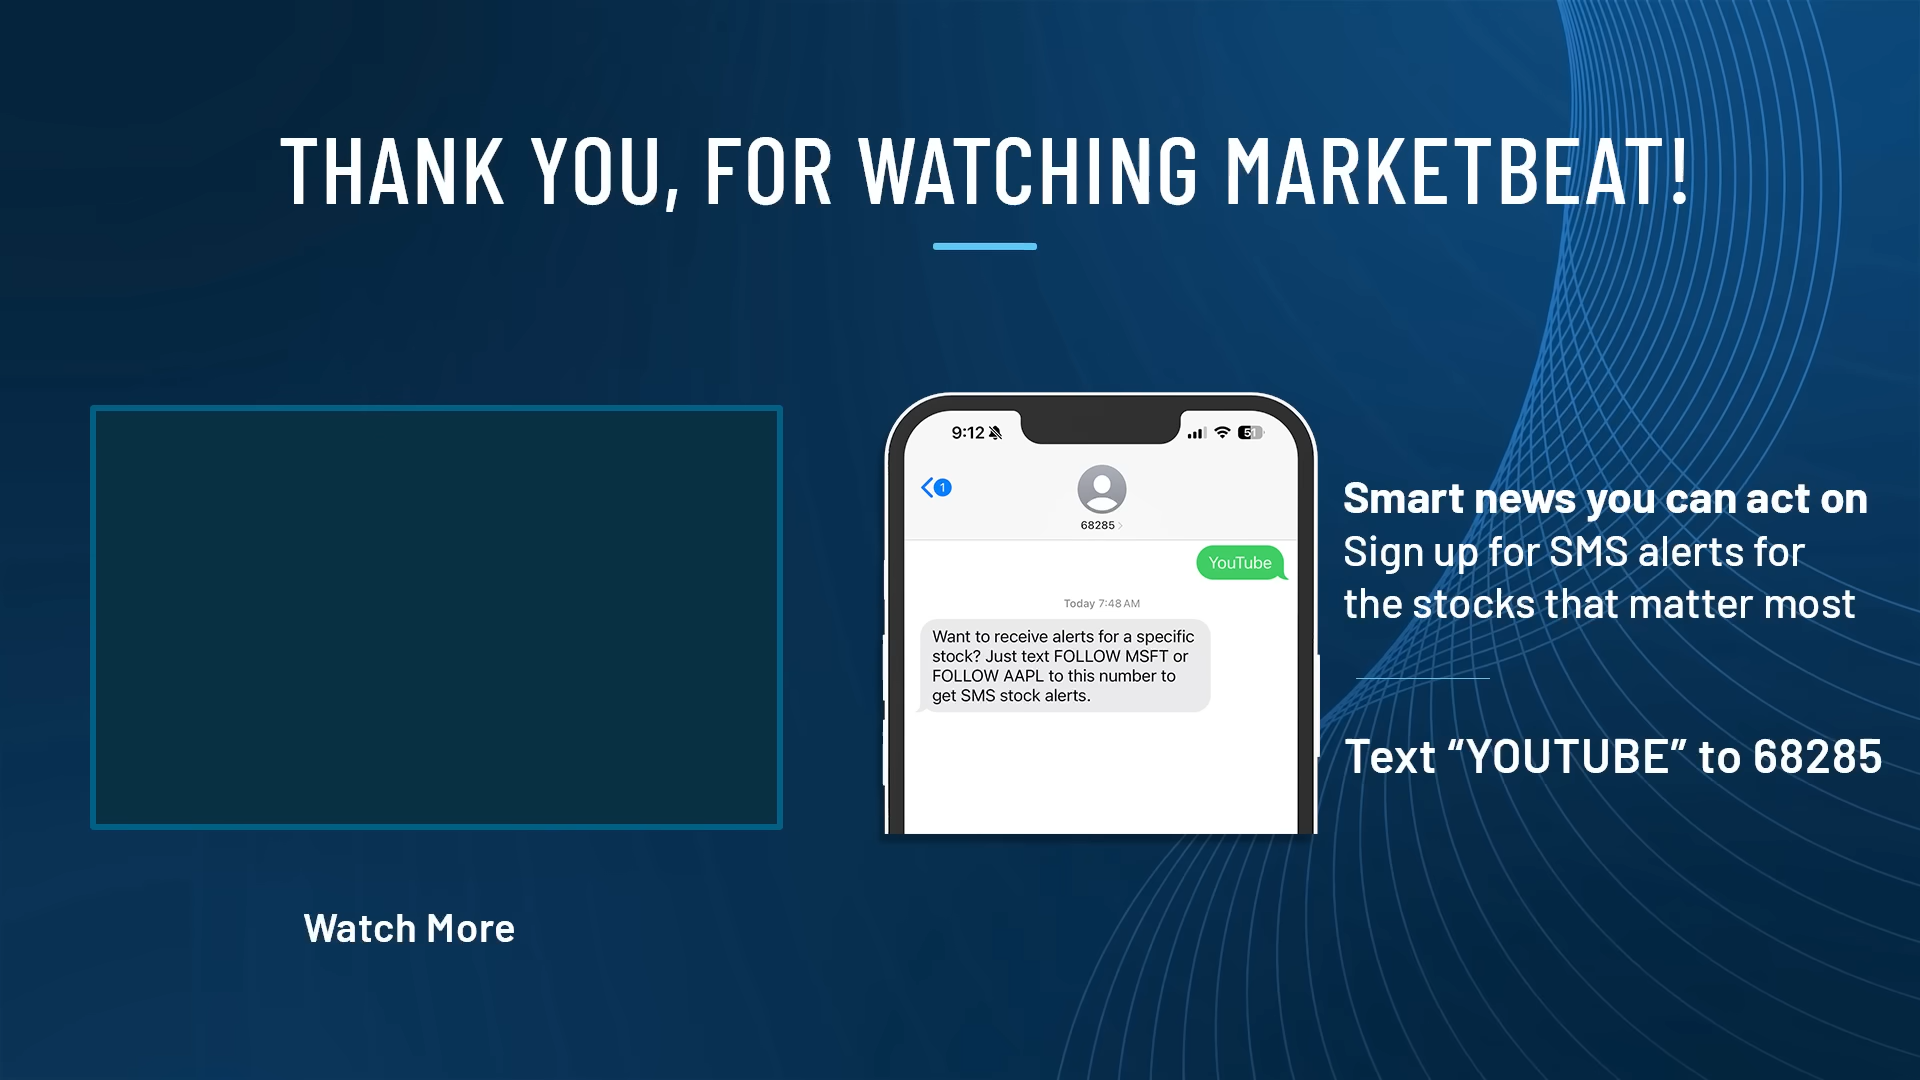 THANK YOU, FOR WATCHING MARKETBEAT!
9:12
51
1
68285
YouTube
Today 7:48 AM
Want to receive alerts for a specific
stock? Just text FOLLOW MSFT or
FOLLOW AAPL to this number to
get SMS stock alerts.
Smart news you can act on
Sign up for SMS alerts for
the stocks that matter most
Text “YOUTUBE” to 68285
Watch More